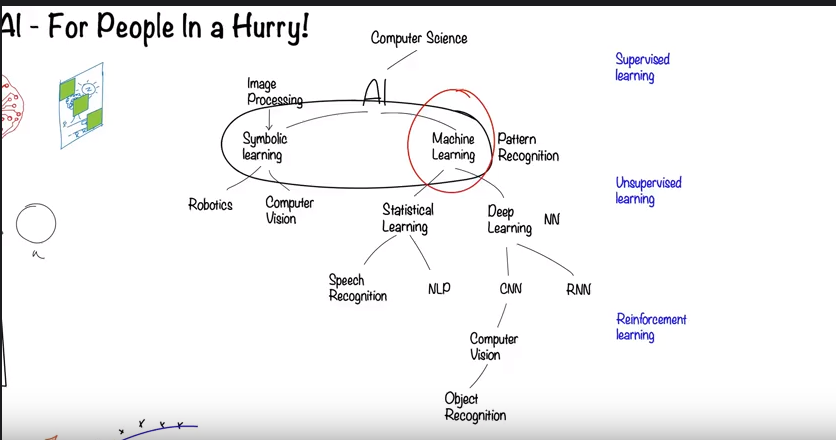 AI - For People In a Hurry!
Computer Science
Supervised
learning
Image
Processing
AI
Symbolic
learning
Machine
Learning
Pattern
Recognition
Unsupervised
learning
Robotics
Computer
Vision
Statistical
Learning
Deep
Learning
NN
Speech
Recognition
NLP
CNN
RNN
Reinforcement
learning
Computer
Vision
Object
Recognition